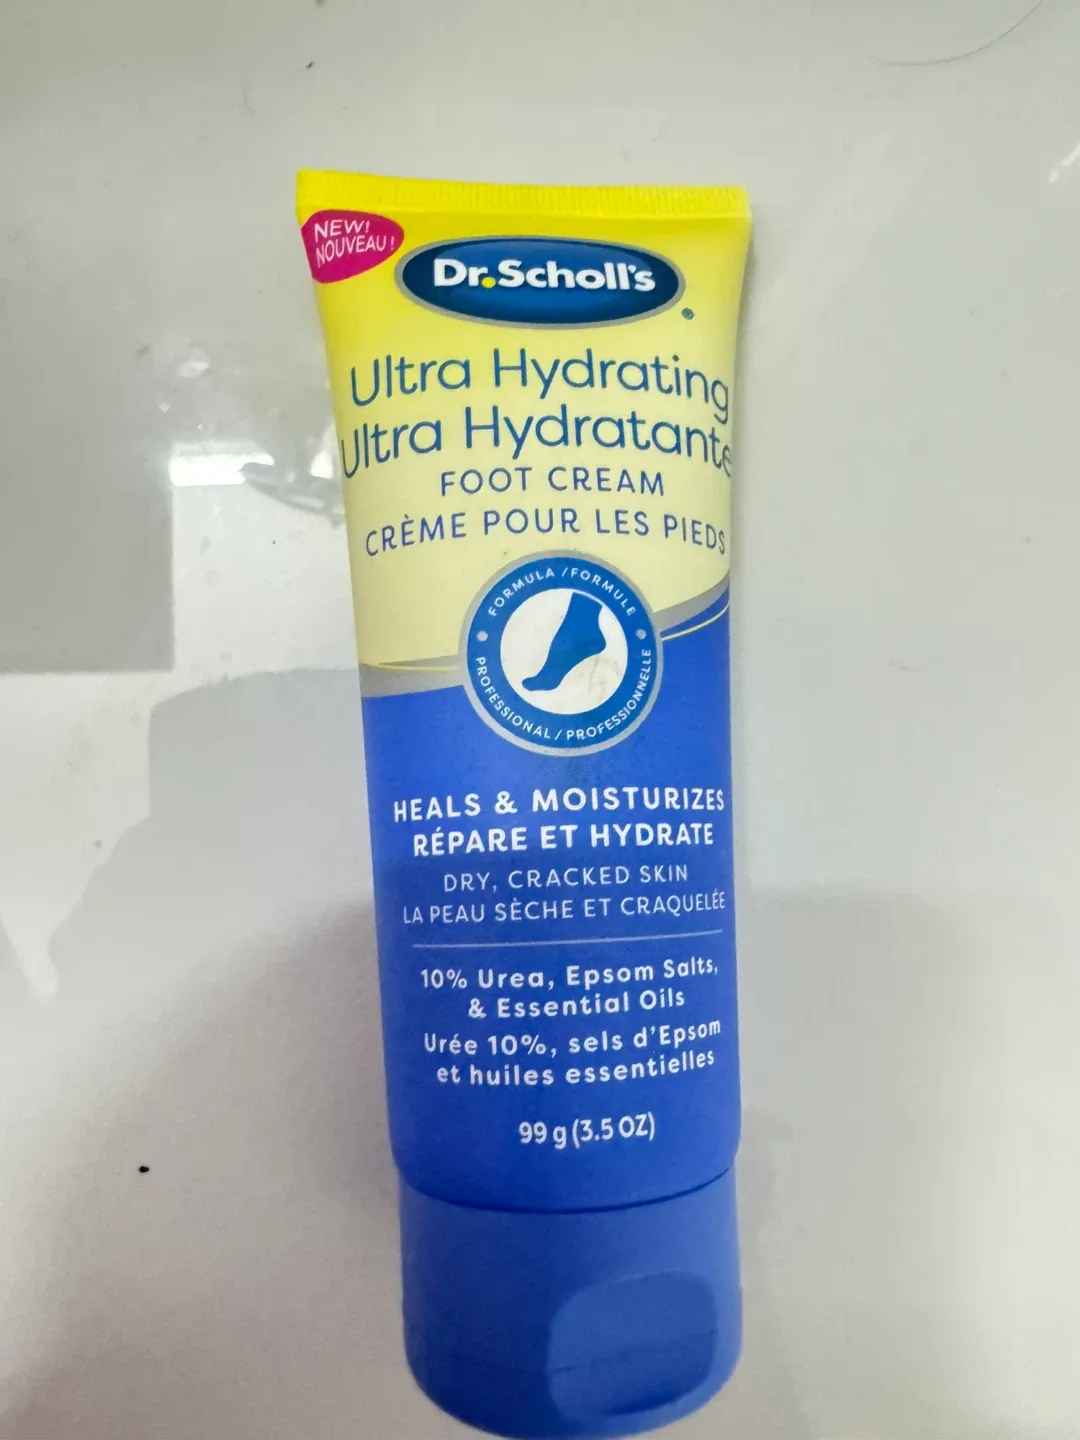 NEW!
NOUVEAU!
Dr.Scholl's
®
Ultra Hydrating
Ultra Hydratante
FOOT CREAM
CRÈME POUR LES PIEDS
FORMULA / FORMULE
PROFESSIONAL / PROFESSIONNELLE
HEALS & MOISTURIZES
RÉPARE ET HYDRATE
DRY, CRACKED SKIN
LA PEAU SÈCHE ET CRAQUELÉE
10% Urea, Epsom Salts,
& Essential Oils
Urée 10%, sels d'Epsom
et huiles essentielles
99 g (3.5 OZ)